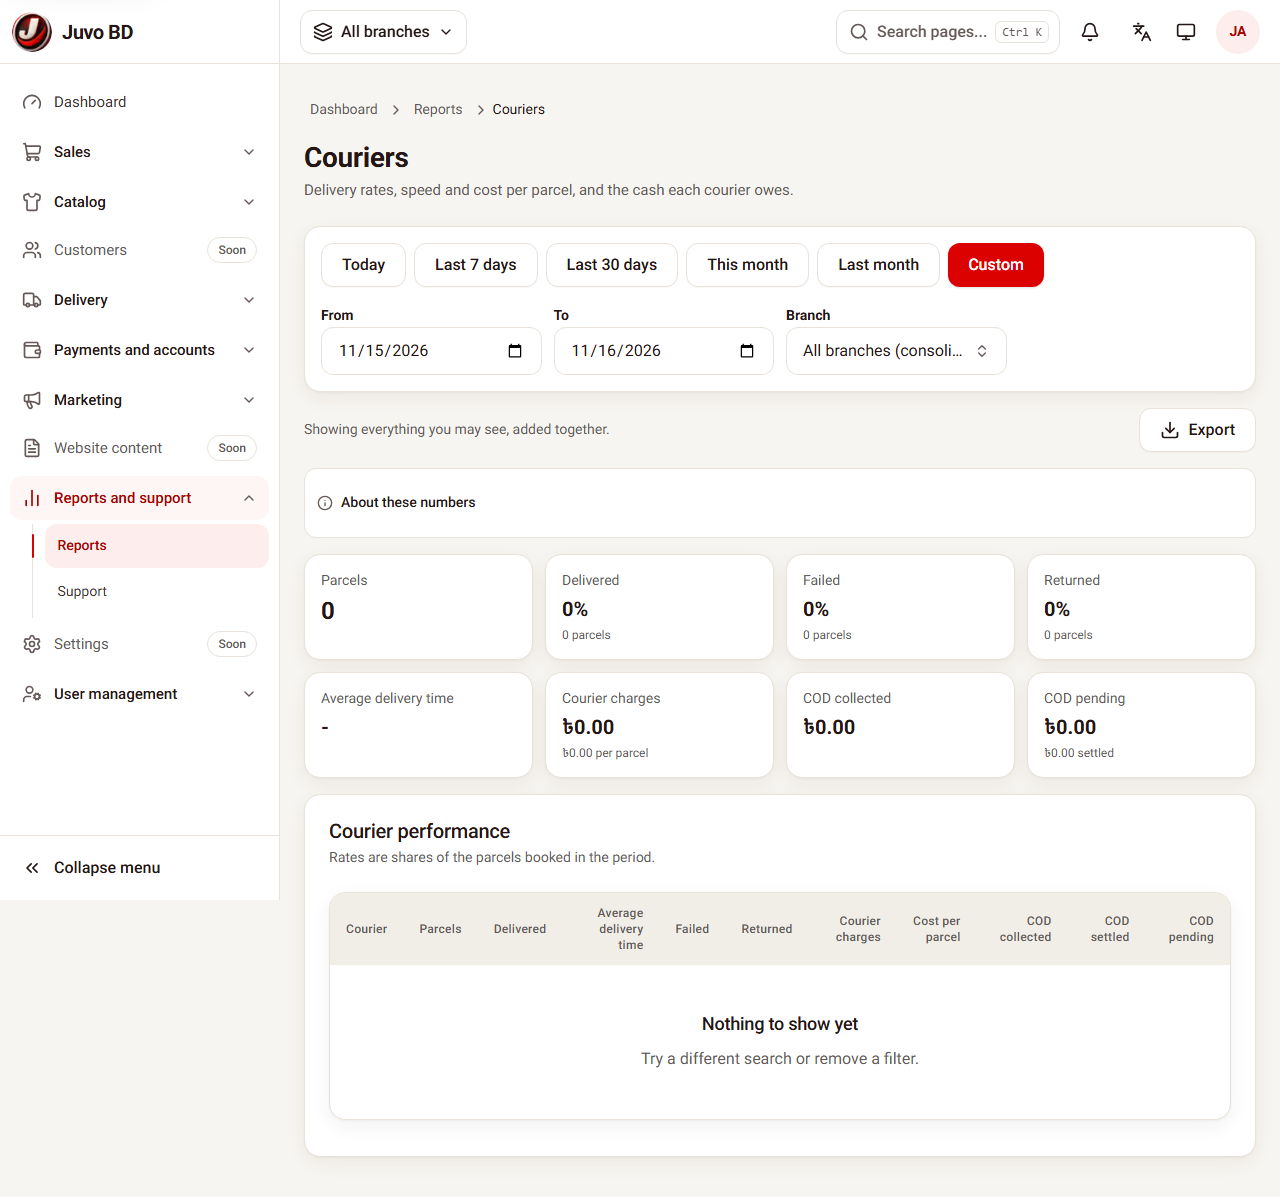 Juvo BD
All branches
Search pages... Ctrl K
JA
Dashboard
Sales
Catalog
Customers Soon
Delivery
Payments and accounts
Marketing
Website content Soon
Reports and support
Reports
Support
Settings Soon
User management
Collapse menu
Dashboard Reports Couriers
Couriers
Delivery rates, speed and cost per parcel, and the cash each courier owes.
Today Last 7 days Last 30 days This month Last month Custom
From To Branch
11/15/2026 11/16/2026 All branches (consoli...
Showing everything you may see, added together.
Export
About these numbers
Parcels Delivered Failed Returned
0 0% 0% 0%
0 parcels 0 parcels 0 parcels
Average delivery time Courier charges COD collected COD pending
- ৳0.00 ৳0.00 ৳0.00
৳0.00 per parcel ৳0.00 settled
Courier performance
Rates are shares of the parcels booked in the period.
Courier Parcels Delivered Average delivery time Failed Returned Courier charges Cost per parcel COD collected COD settled COD pending
Nothing to show yet
Try a different search or remove a filter.